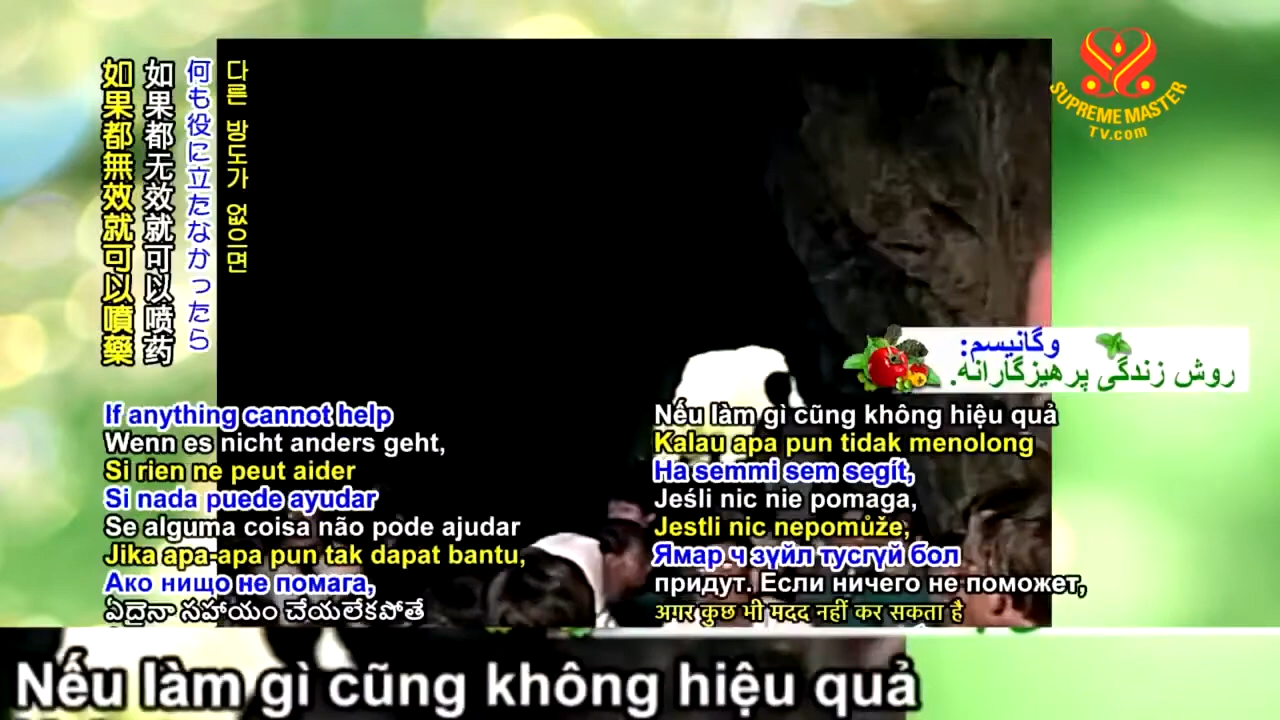 如果都無效就可以噴藥
如果都无效就可以喷药
何も役に立たなかったら
다른 방도가 없으면
SUPREME MASTER
TV.com
وگانیسم:
روش زندگی پرهیزگارانه.
If anything cannot help
Wenn es nicht anders geht,
Si rien ne peut aider
Si nada puede ayudar
Se alguma coisa não pode ajudar
Jika apa-apa pun tak dapat bantu,
Ако нищо не помага,
ఏదైనా సహాయం చేయలేకపోతే
Nếu làm gì cũng không hiệu quả
Kalau apa pun tidak menolong
Ha semmi sem segít,
Jeśli nic nie pomaga,
Jestli nic nepomůže,
Ямар ч зүйл тусгүй бол
придут. Если ничего не поможет,
अगर कुछ भी मदद नहीं कर सकता है
Nếu làm gì cũng không hiệu quả